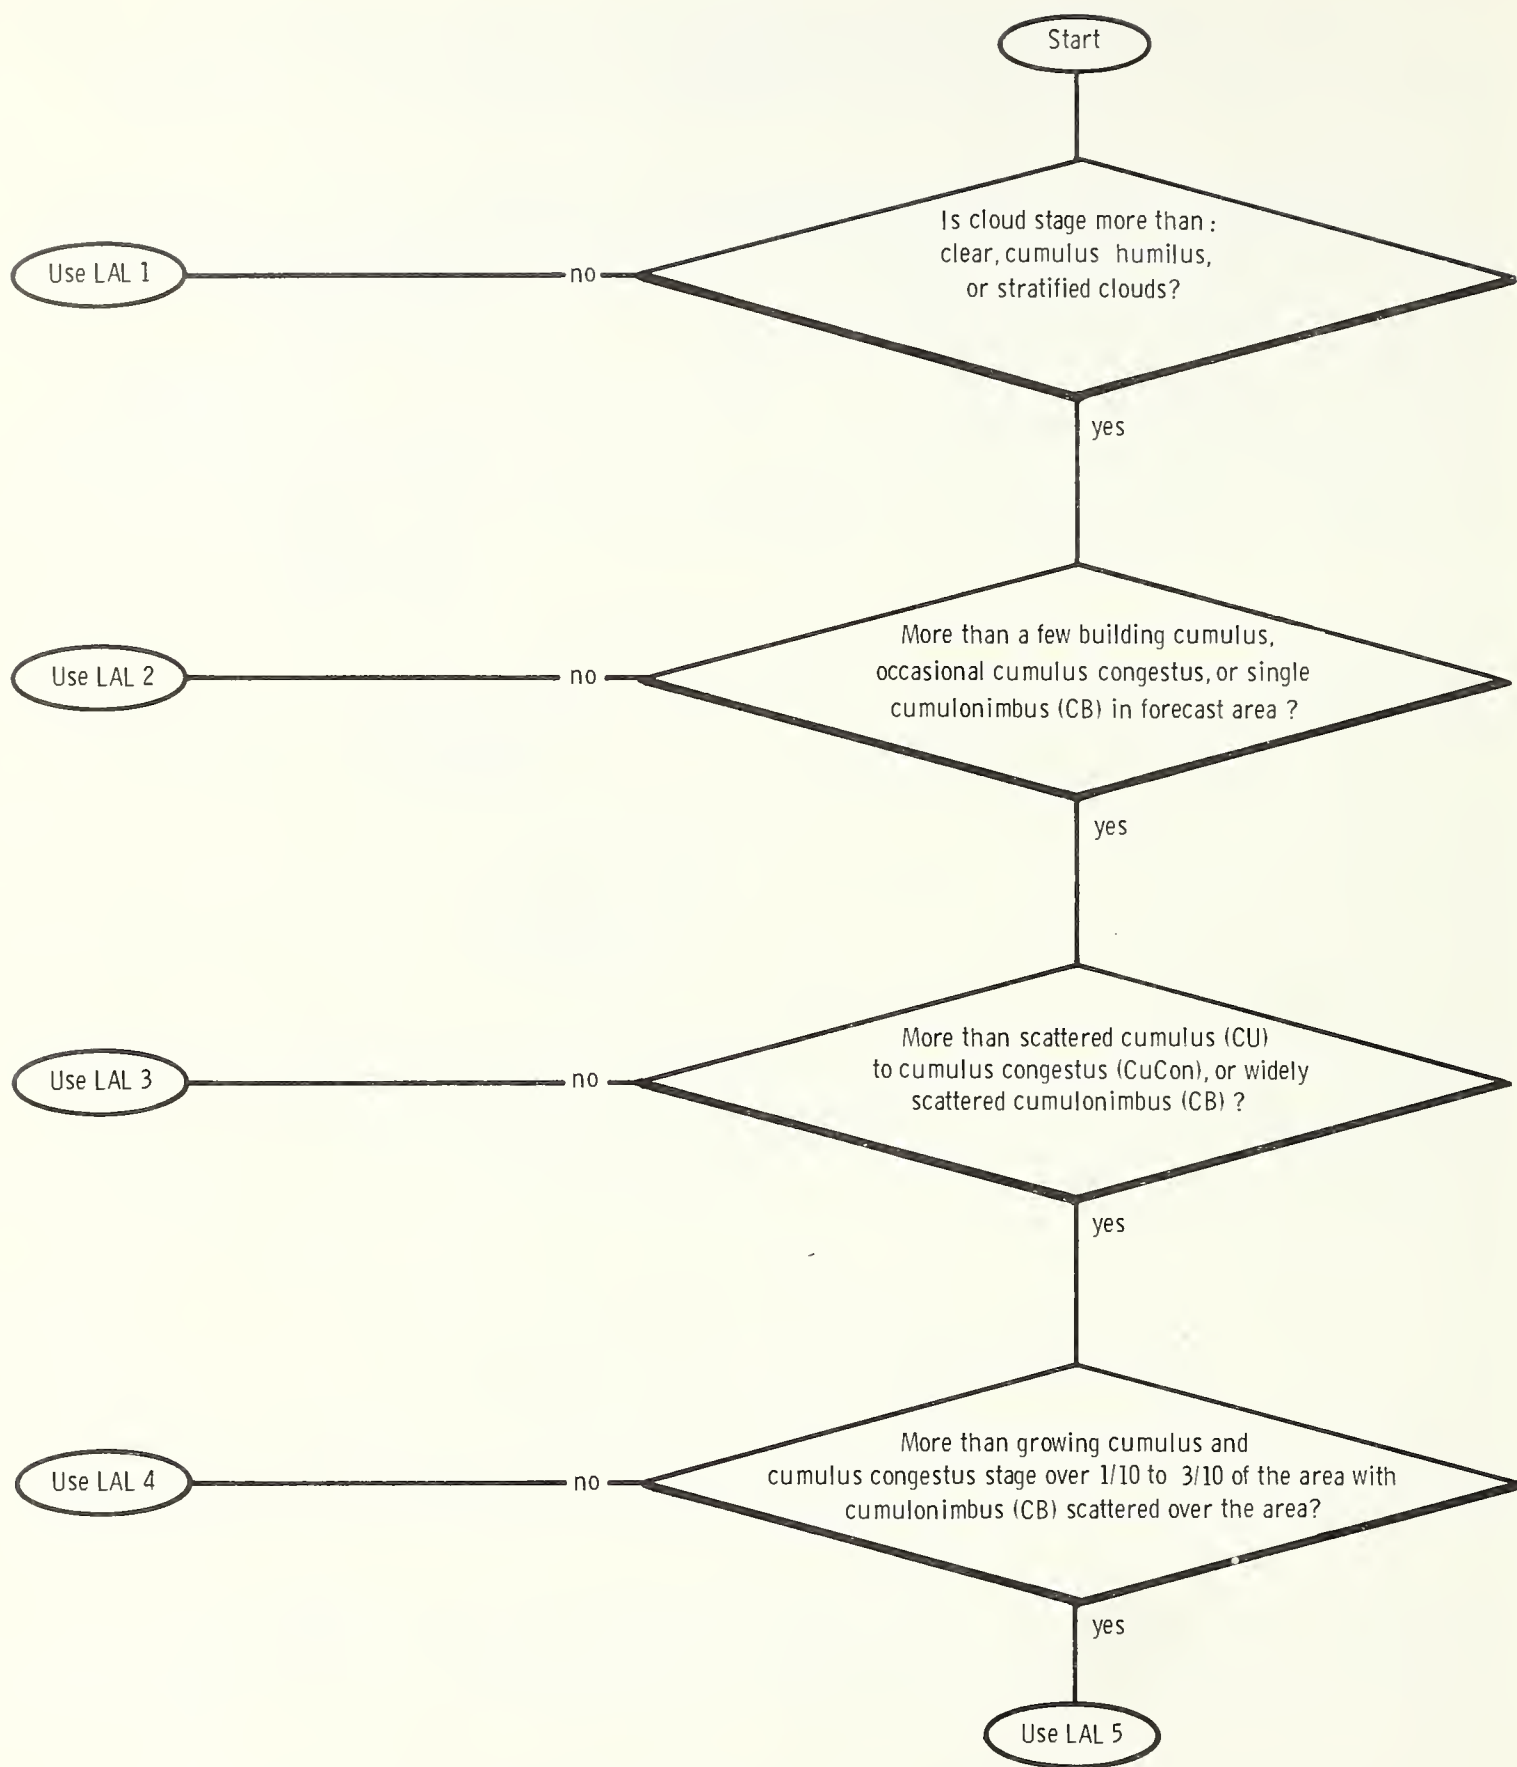 Start
Is cloud stage more than :
clear, cumulus humilus,
or stratified clouds?
no
Use LAL 1
yes
More than a few building cumulus,
occasional cumulus congestus, or single
cumulonimbus (CB) in forecast area ?
no
Use LAL 2
yes
More than scattered cumulus (CU)
to cumulus congestus (CuCon), or widely
scattered cumulonimbus (CB) ?
no
Use LAL 3
yes
More than growing cumulus and
cumulus congestus stage over 1/10 to 3/10 of the area with
cumulonimbus (CB) scattered over the area?
no
Use LAL 4
yes
Use LAL 5